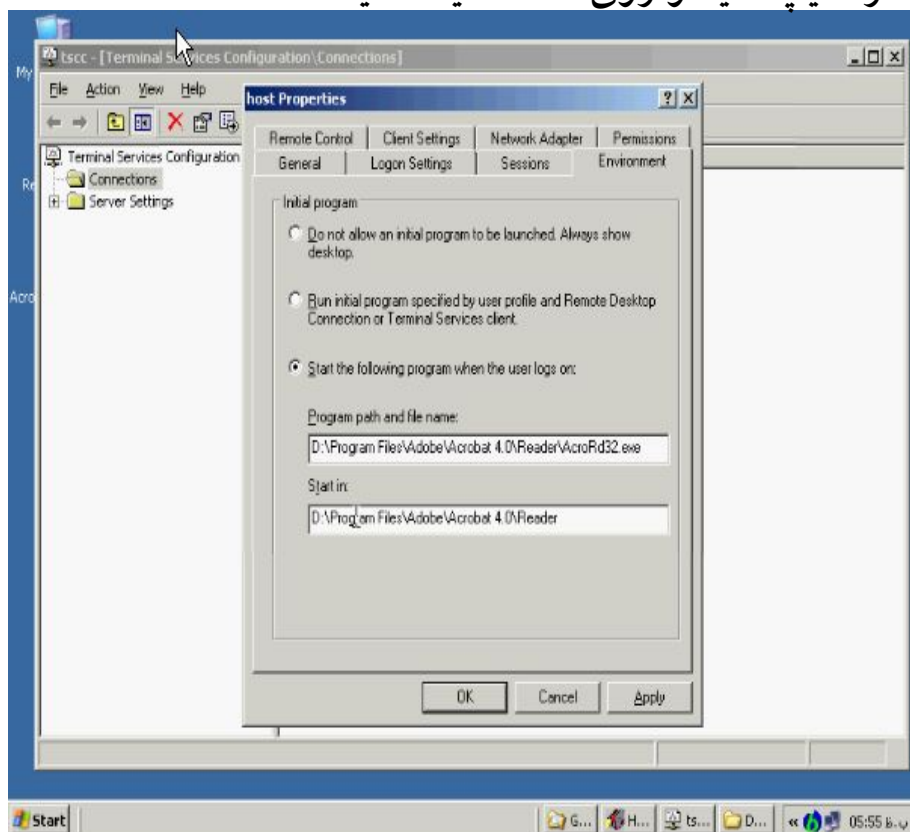 tscc - [Terminal Services Configuration\Connections]
File Action View Help
Terminal Services Configuration
Connections
Server Settings
host Properties
Remote Control Client Settings Network Adapter Permissions
General Logon Settings Sessions Environment
Initial program
Do not allow an initial program to be launched. Always show
desktop.
Run initial program specified by user profile and Remote Desktop
Connection or Terminal Services client.
Start the following program when the user logs on:
Program path and file name:
D:\Program Files\Adobe\Acrobat 4.0\Reader\AcroRd32.exe
Start in:
D:\Program Files\Adobe\Acrobat 4.0\Reader
OK Cancel Apply
My
Re
Acro
Start G... H... ts... D... « 05:55 ب.ظ